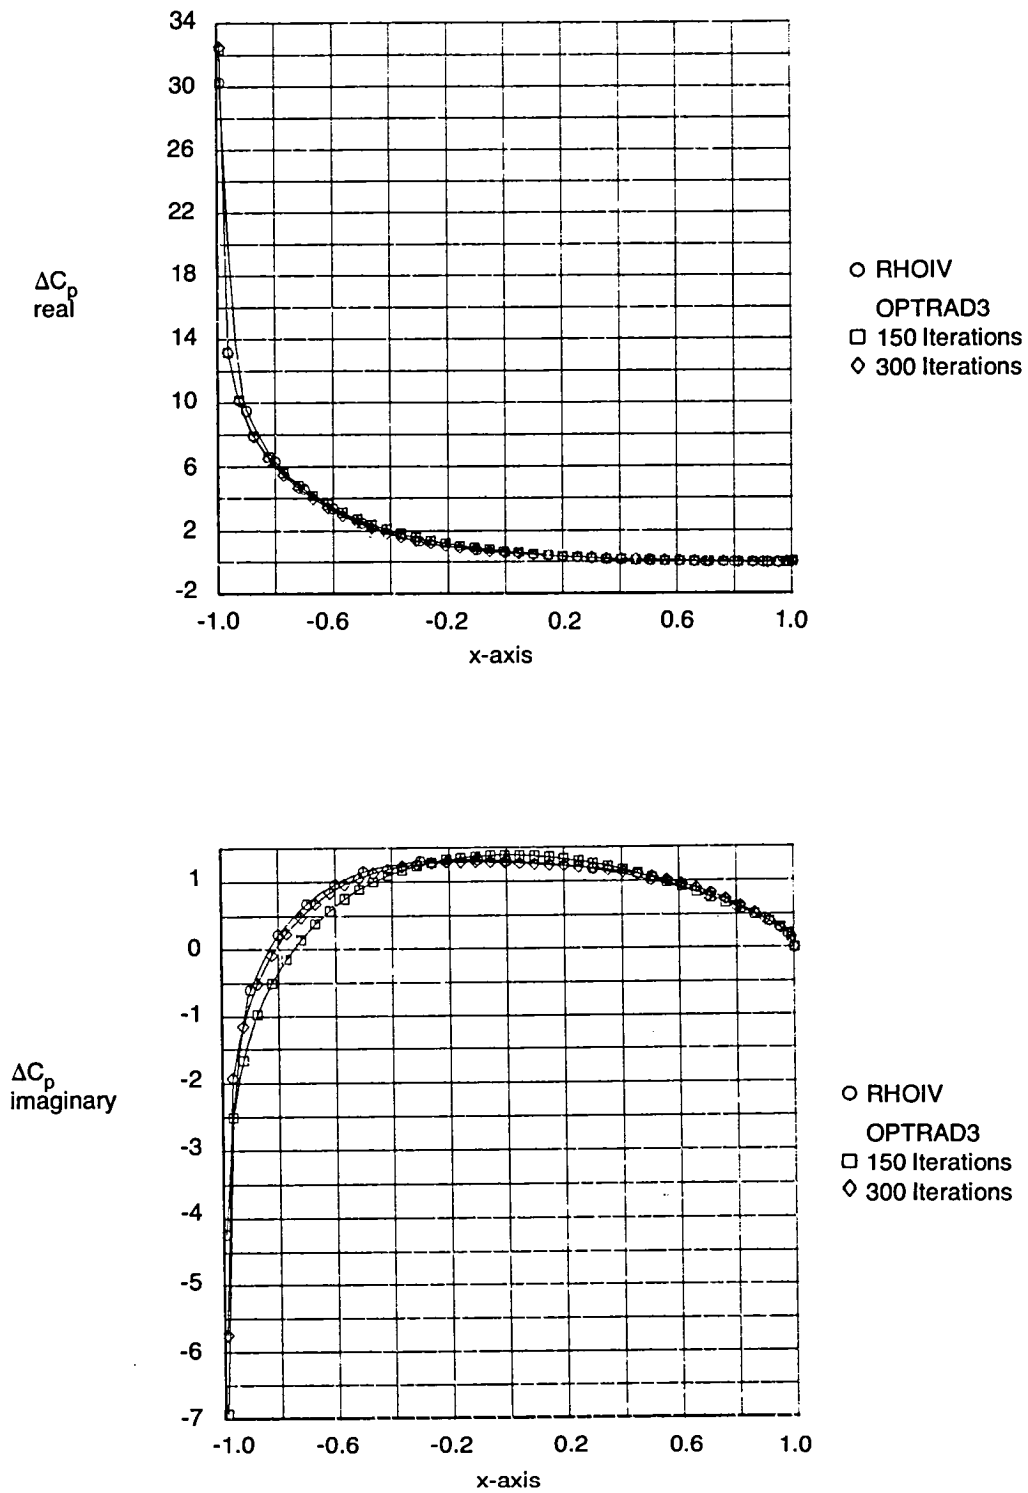 34
30
26
22
18
14
10
6
2
-2
ΔCp
real
-1.0 -0.6 -0.2 0.2 0.6 1.0
x-axis
RHOIV
OPTRAD3
150 Iterations
300 Iterations
1
0
-1
-2
-3
-4
-5
-6
-7
ΔCp
imaginary
-1.0 -0.6 -0.2 0.2 0.6 1.0
x-axis
RHOIV
OPTRAD3
150 Iterations
300 Iterations